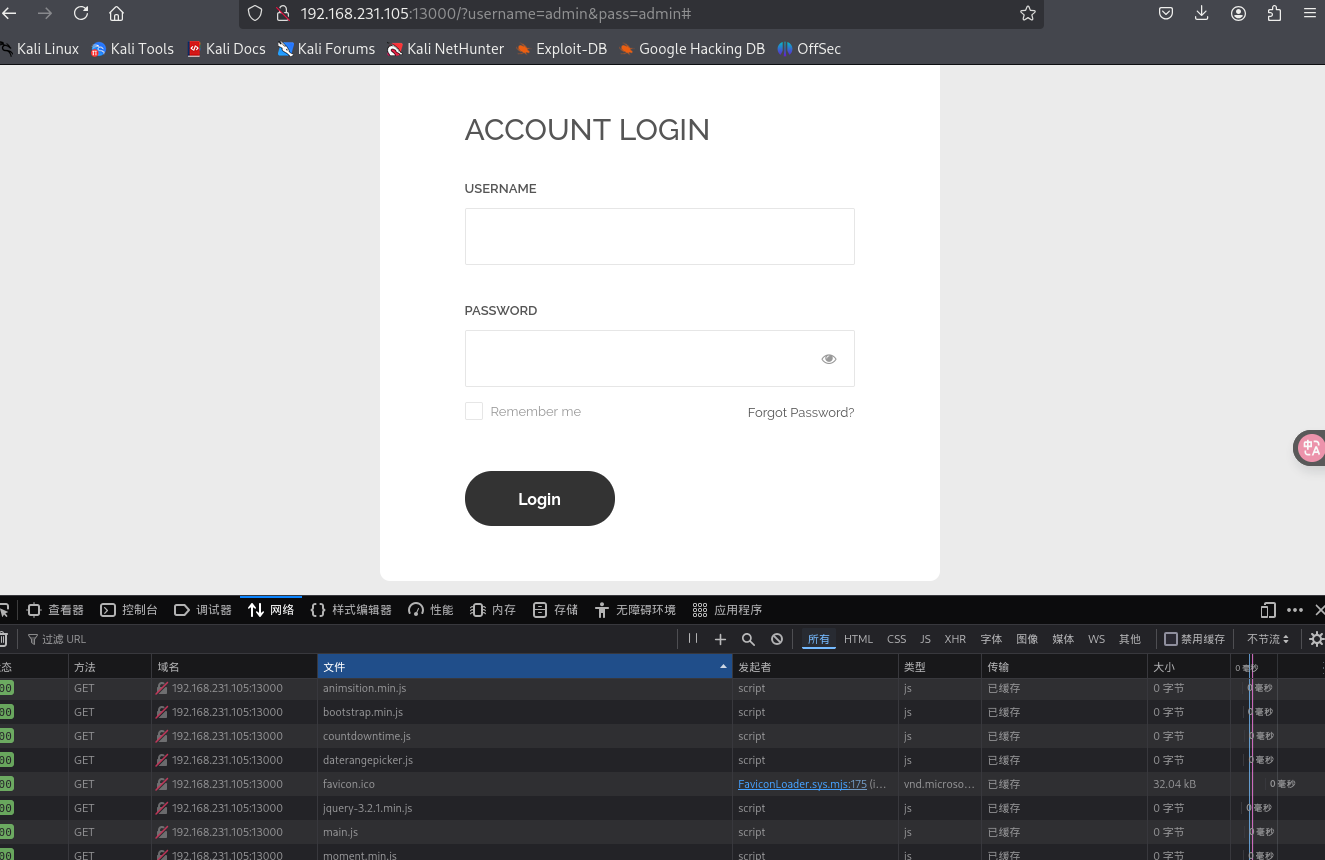 192.168.231.105:13000/?username=admin&pass=admin#
Kali Linux Kali Tools Kali Docs Kali Forums Kali NetHunter Exploit-DB Google Hacking DB OffSec
ACCOUNT LOGIN
USERNAME
PASSWORD
Remember me Forgot Password?
Login
中 A
查看器 控制台 调试器 网络 样式编辑器 性能 内存 存储 无障碍环境 应用程序
过滤 URL 所有 HTML CSS JS XHR 字体 图像 媒体 WS 其他 禁用缓存 不节流
态 方法 域名 文件 发起者 类型 传输 大小 0 毫秒
00 GET 192.168.231.105:13000 animsition.min.js script js 已缓存 0 字节 0 毫秒
00 GET 192.168.231.105:13000 bootstrap.min.js script js 已缓存 0 字节 0 毫秒
00 GET 192.168.231.105:13000 countdowntime.js script js 已缓存 0 字节 0 毫秒
00 GET 192.168.231.105:13000 daterangepicker.js script js 已缓存 0 字节 0 毫秒
00 GET 192.168.231.105:13000 favicon.ico FaviconLoader.sys.mjs:175 (i… vnd.microso… 已缓存 32.04 kB 0 毫秒
00 GET 192.168.231.105:13000 jquery-3.2.1.min.js script js 已缓存 0 字节 0 毫秒
00 GET 192.168.231.105:13000 main.js script js 已缓存 0 字节 0 毫秒
00 GET 192.168.231.105:13000 moment.min.js script js 已缓存 0 字节 0 毫秒